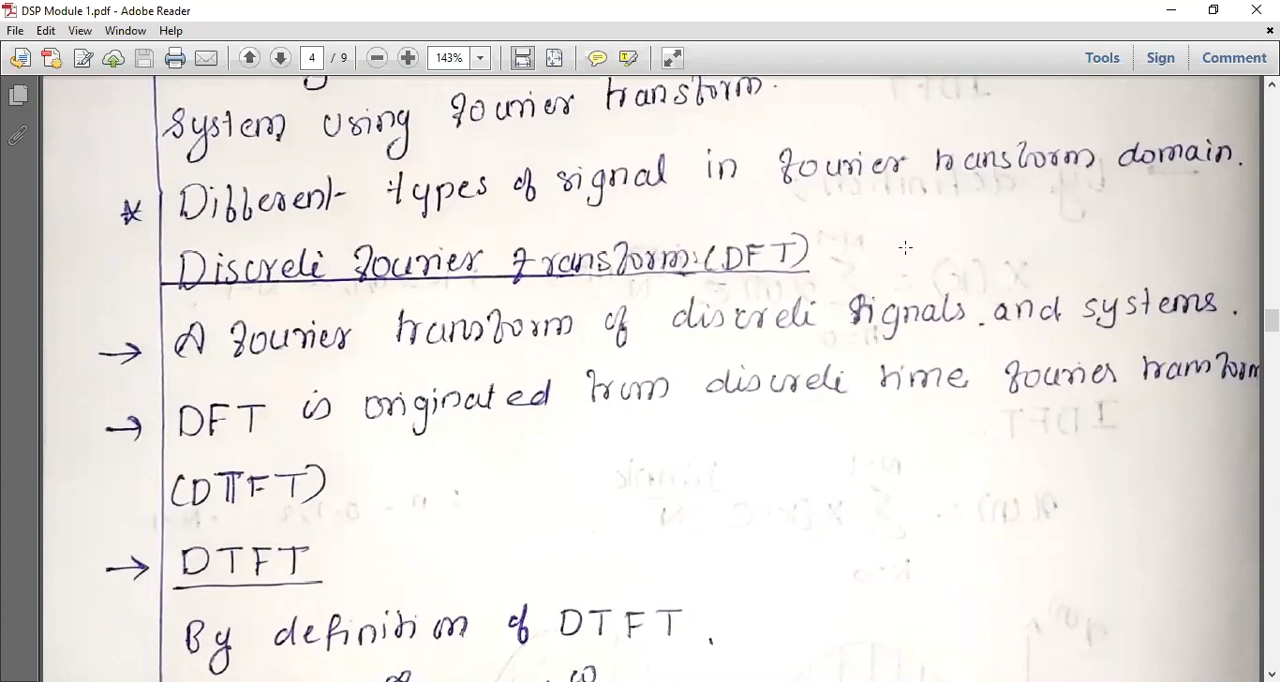 DSP Module 1.pdf - Adobe Reader
File Edit View Window Help
4 / 9 143% Tools Sign Comment
System using Fourier transform.
* Different types of signal in Fourier transform domain.
Discrete Fourier transform:(DFT)
→ A Fourier transform of discrete signals and systems.
→ DFT is originated from discrete time Fourier transform
(DTFT)
→ DTFT
By definition of DTFT,
∞